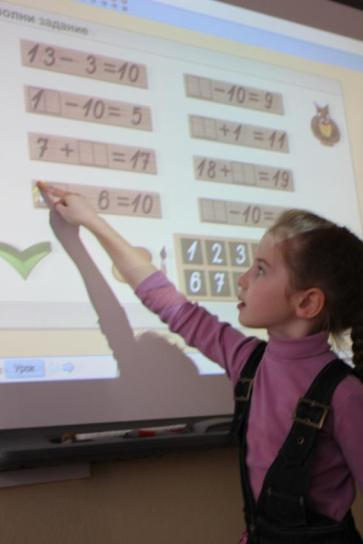 олни задание
13 − 3 = 10
1□ − 10 = 5
7 + □□ = 17
6 = 10
□□ − 10 = 9
□□ + 1 = 11
18 + □□ = 19
□□ − 10 =
1 2 3
6 7
Урок